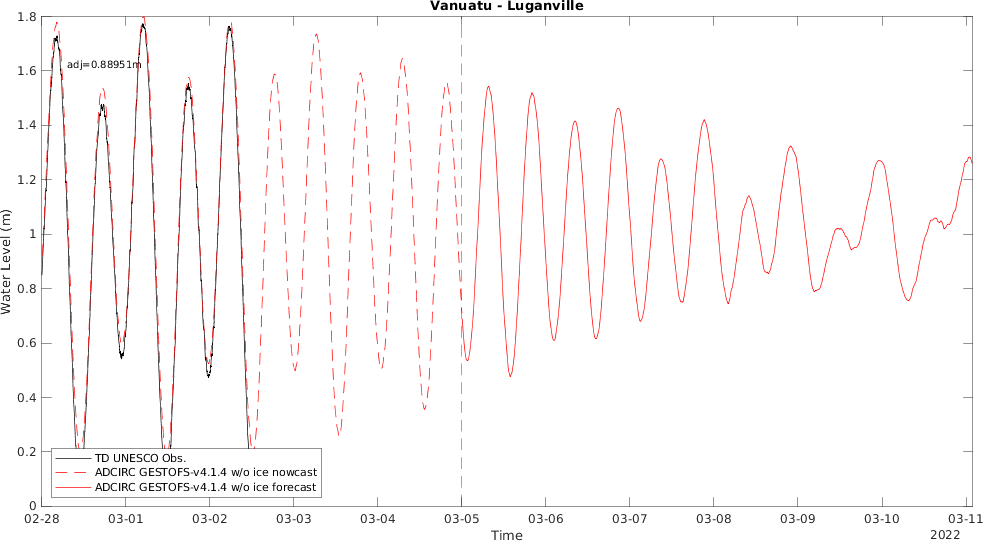 Vanuatu - Luganville
1.8
1.6
1.4
1.2
1
0.8
0.6
0.4
0.2
0
Water Level (m)
adj=0.88951m
TD UNESCO Obs.
ADCIRC GESTOFS-v4.1.4 w/o ice nowcast
ADCIRC GESTOFS-v4.1.4 w/o ice forecast
02-28 03-01 03-02 03-03 03-04 03-05 03-06 03-07 03-08 03-09 03-10 03-11
Time
2022